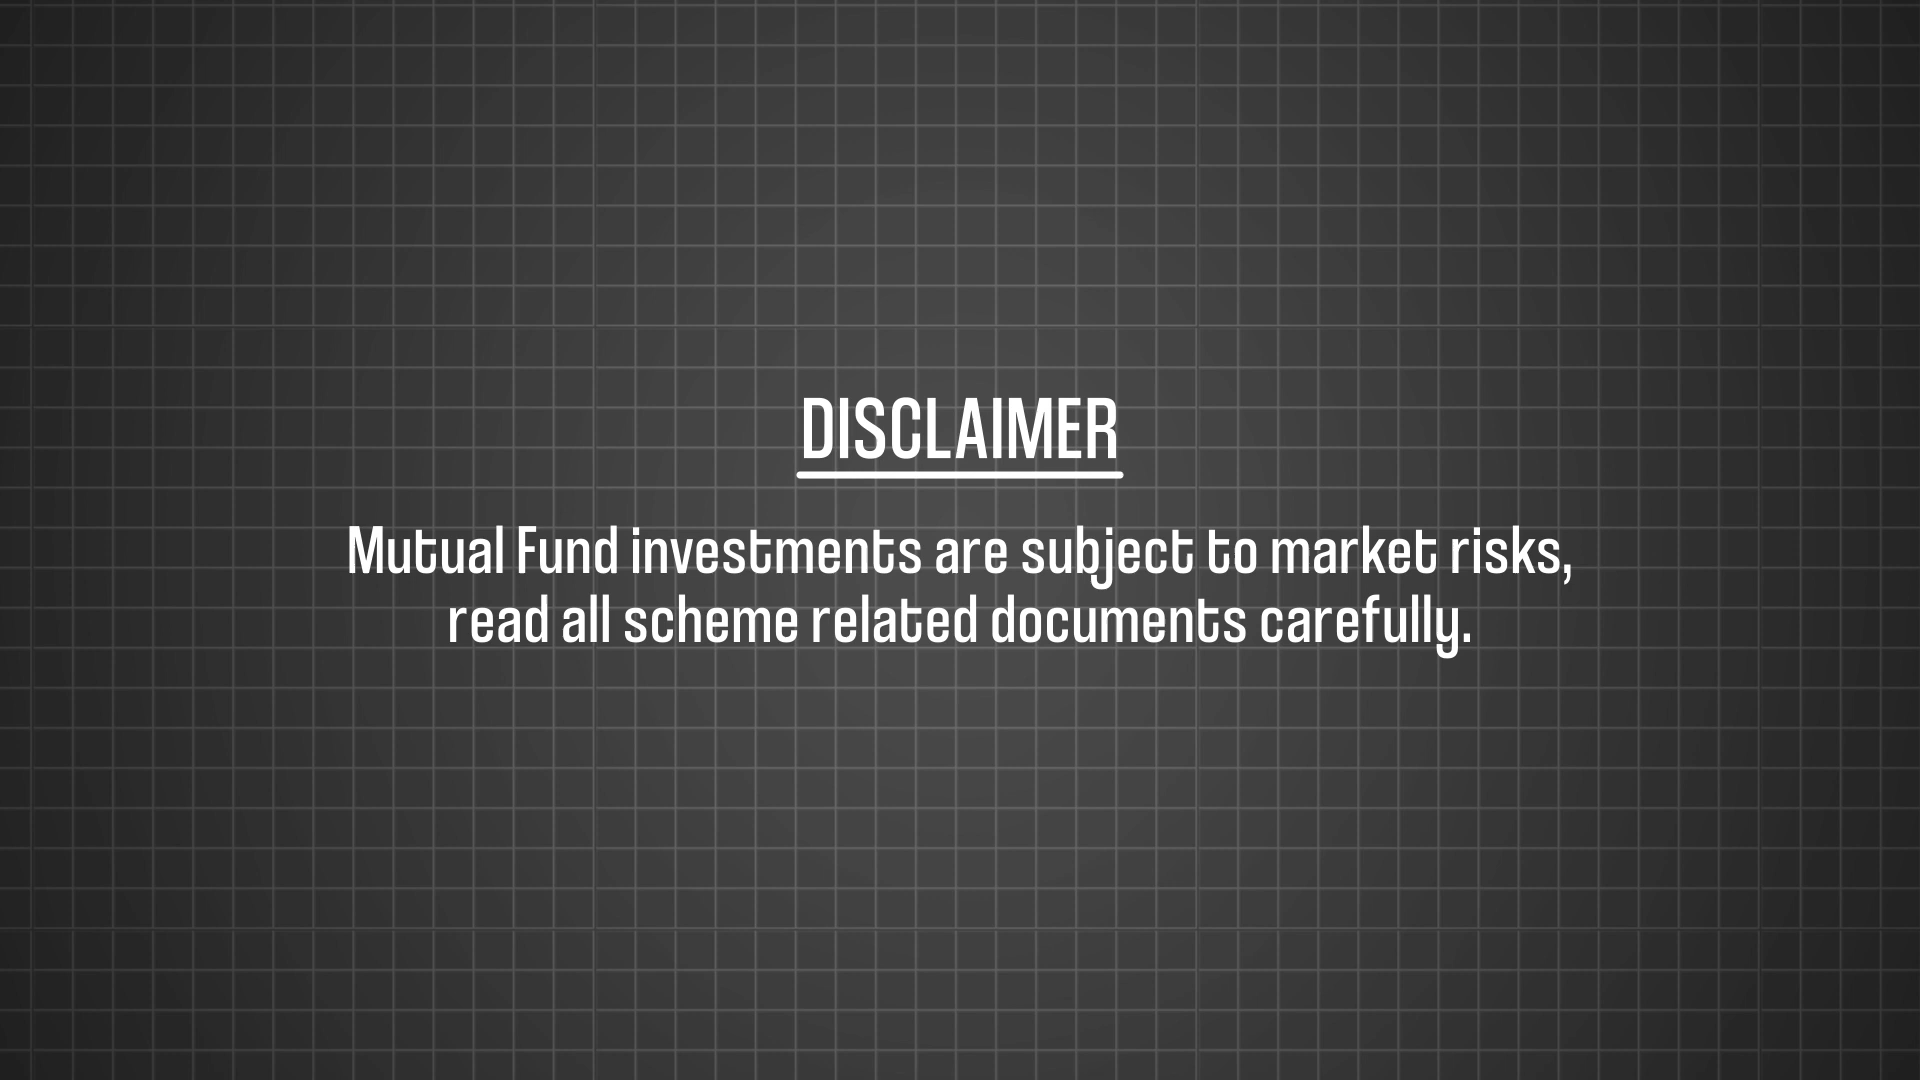 DISCLAIMER
Mutual Fund investments are subject to market risks,
read all scheme related documents carefully.